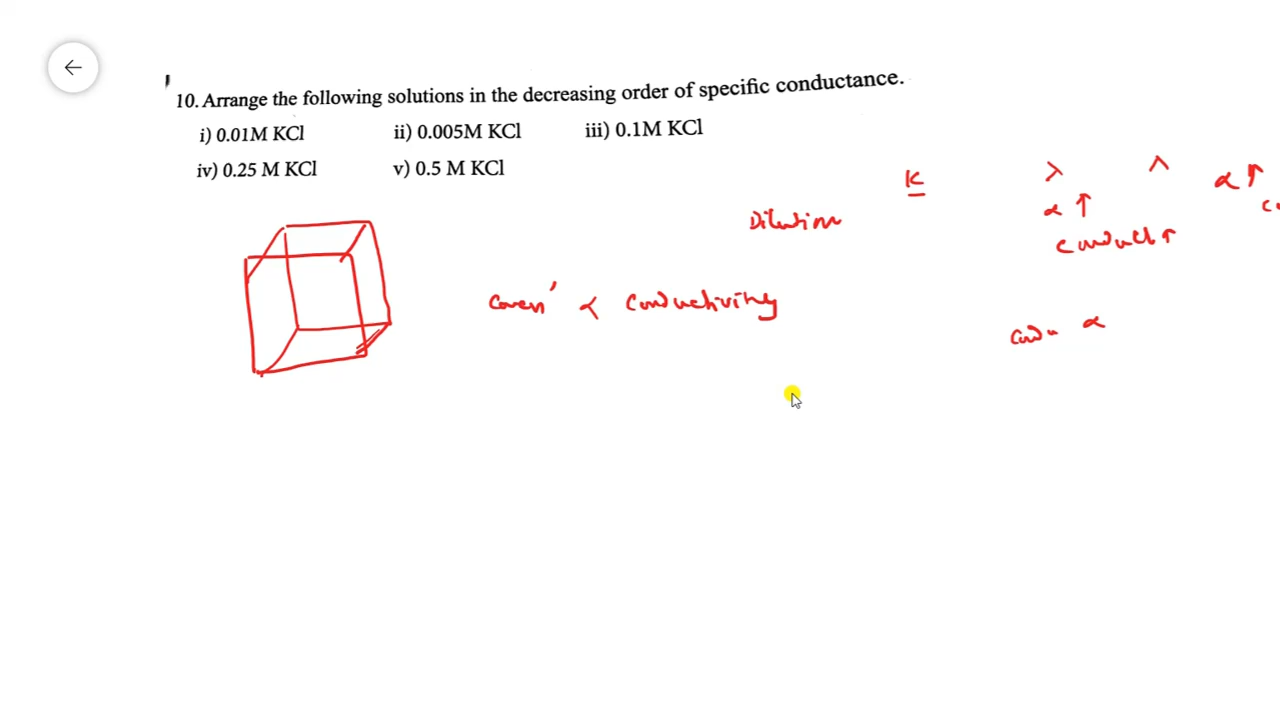 10. Arrange the following solutions in the decreasing order of specific conductance.
i) 0.01M KCl ii) 0.005M KCl iii) 0.1M KCl
iv) 0.25 M KCl v) 0.5 M KCl
K λ Λ α ↑
Dilution α ↑
conduct ↑
∝ conductivity
∝